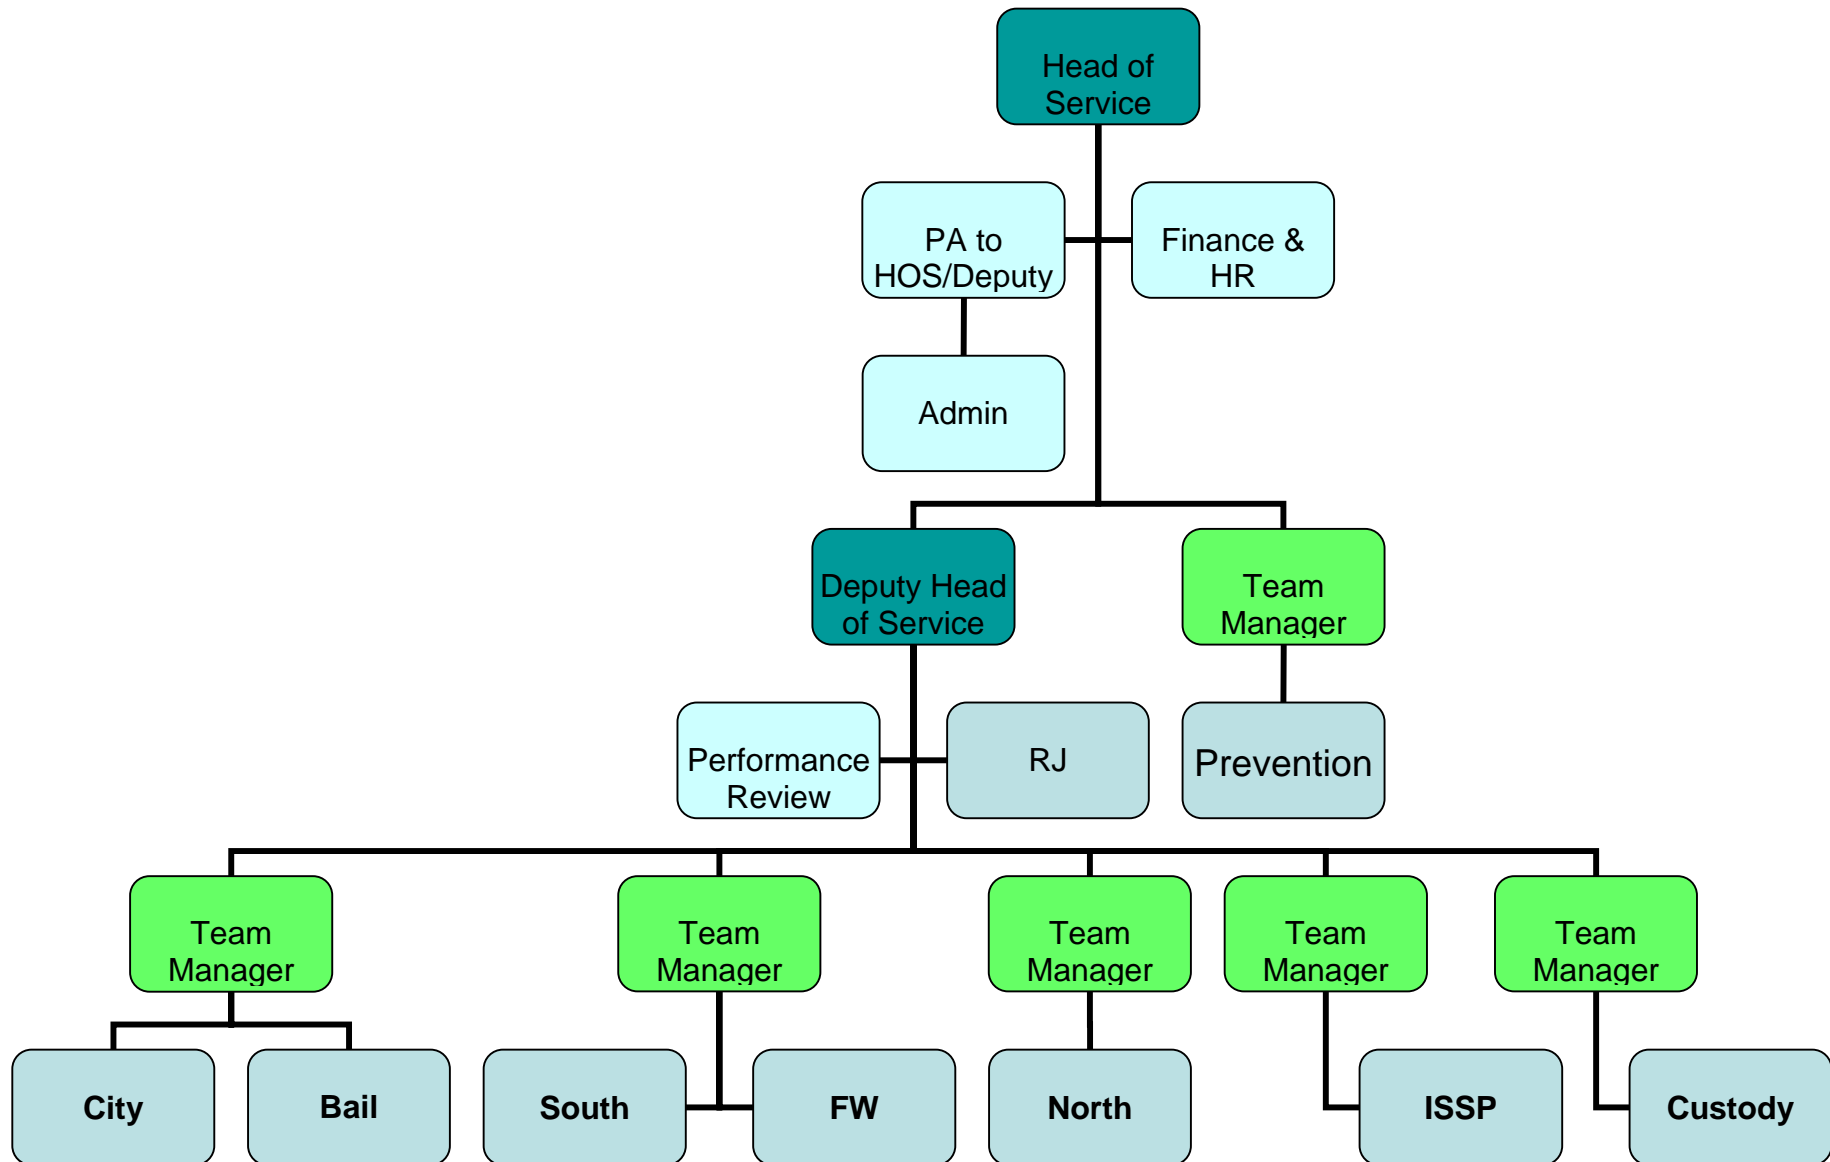 Head of
Service
PA to
HOS/Deputy
Finance &
HR
Admin
Deputy Head
of Service
Team
Manager
Performance
Review
RJ
Prevention
Team
Manager
Team
Manager
Team
Manager
Team
Manager
Team
Manager
City
Bail
South
FW
North
ISSP
Custody